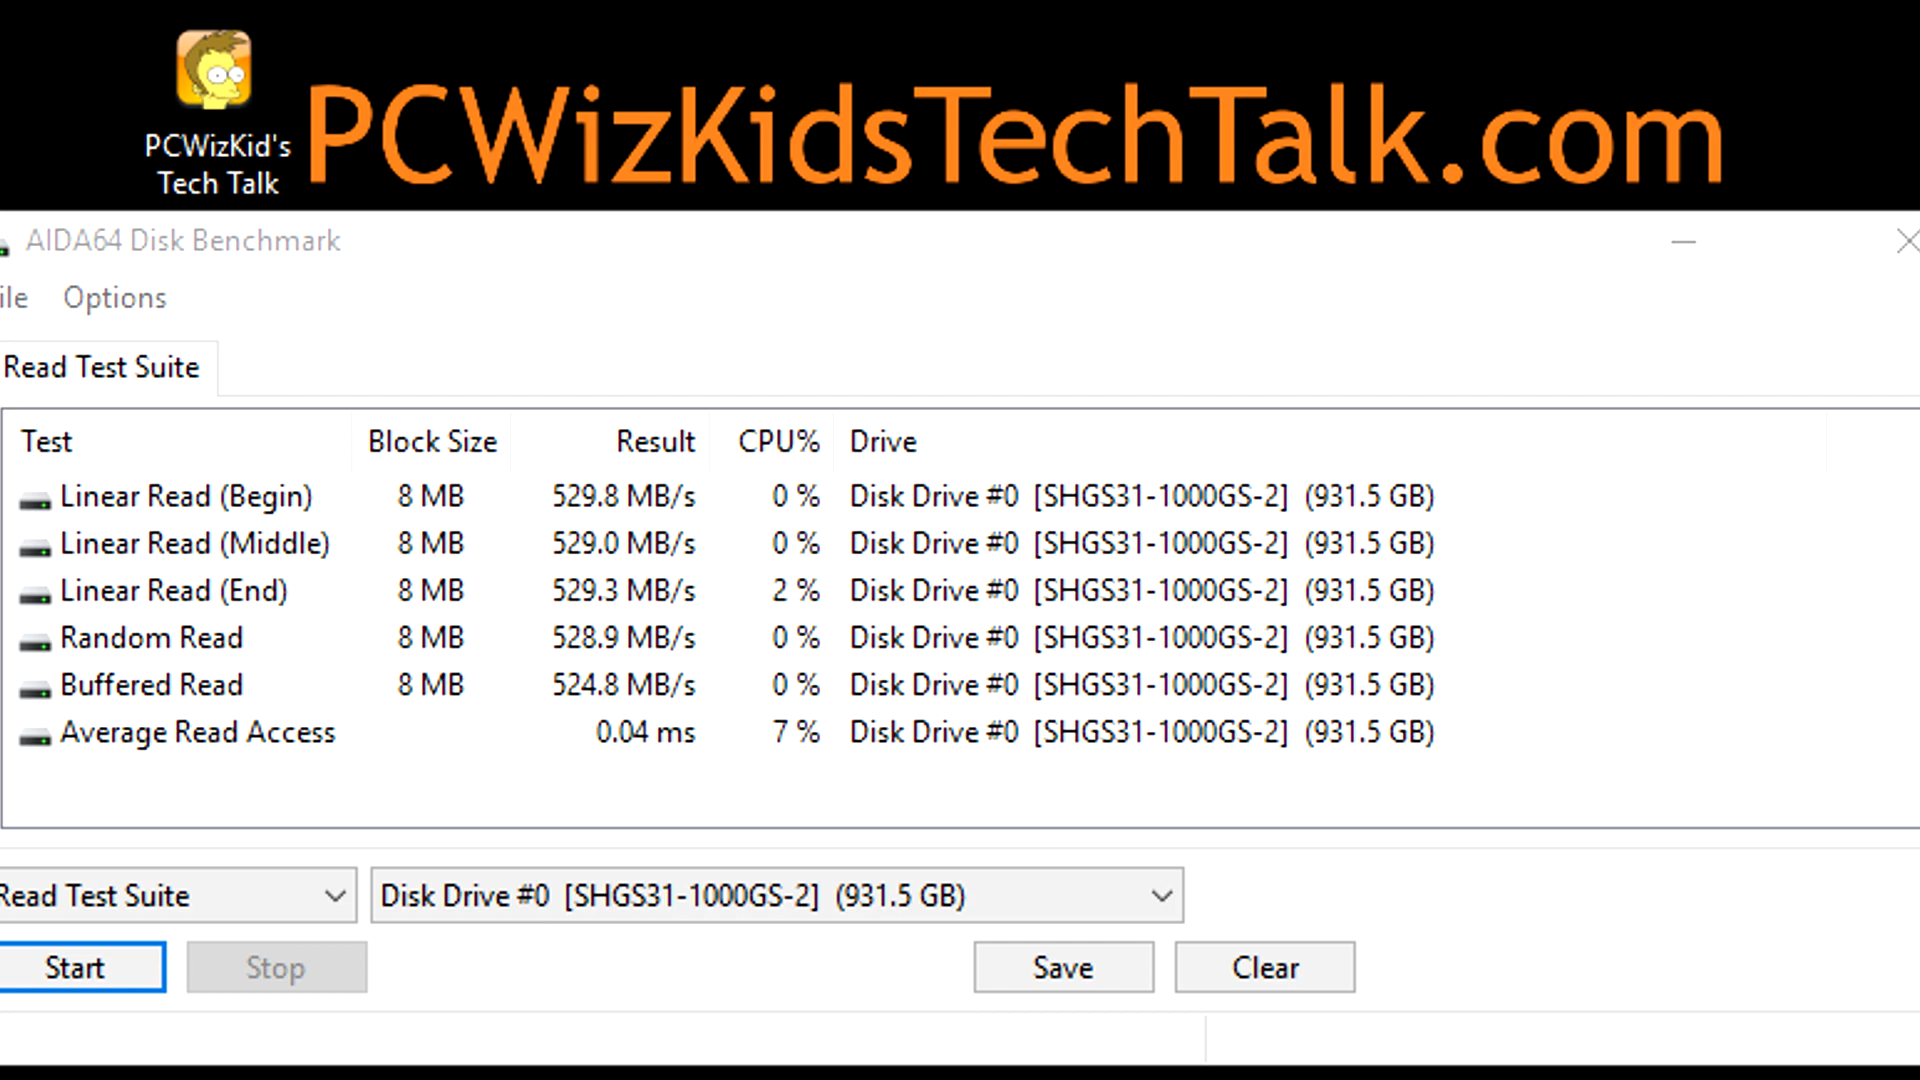 PCWizKid's
Tech Talk
PCWizKidsTechTalk.com
AIDA64 Disk Benchmark
ile Options
Read Test Suite
Test Block Size Result CPU% Drive
Linear Read (Begin) 8 MB 529.8 MB/s 0 % Disk Drive #0 [SHGS31-1000GS-2] (931.5 GB)
Linear Read (Middle) 8 MB 529.0 MB/s 0 % Disk Drive #0 [SHGS31-1000GS-2] (931.5 GB)
Linear Read (End) 8 MB 529.3 MB/s 2 % Disk Drive #0 [SHGS31-1000GS-2] (931.5 GB)
Random Read 8 MB 528.9 MB/s 0 % Disk Drive #0 [SHGS31-1000GS-2] (931.5 GB)
Buffered Read 8 MB 524.8 MB/s 0 % Disk Drive #0 [SHGS31-1000GS-2] (931.5 GB)
Average Read Access 0.04 ms 7 % Disk Drive #0 [SHGS31-1000GS-2] (931.5 GB)
Read Test Suite Disk Drive #0 [SHGS31-1000GS-2] (931.5 GB)
Start Stop Save Clear